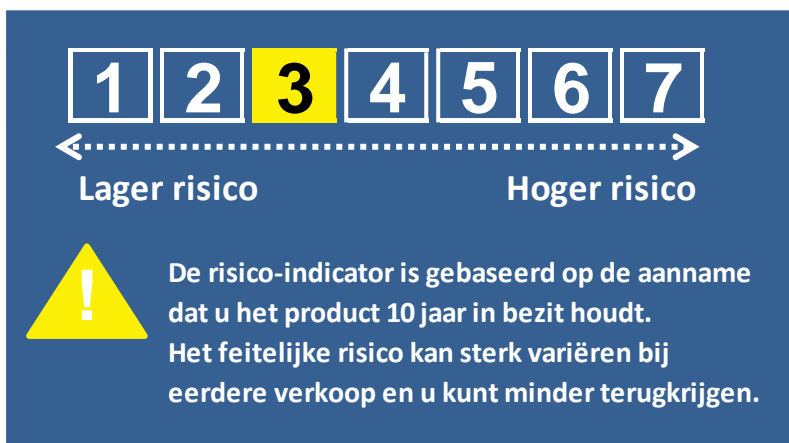 1 2 3 4 5 6 7
Lager risico Hoger risico
!
De risico-indicator is gebaseerd op de aanname
dat u het product 10 jaar in bezit houdt.
Het feitelijke risico kan sterk variëren bij
eerdere verkoop en u kunt minder terugkrijgen.